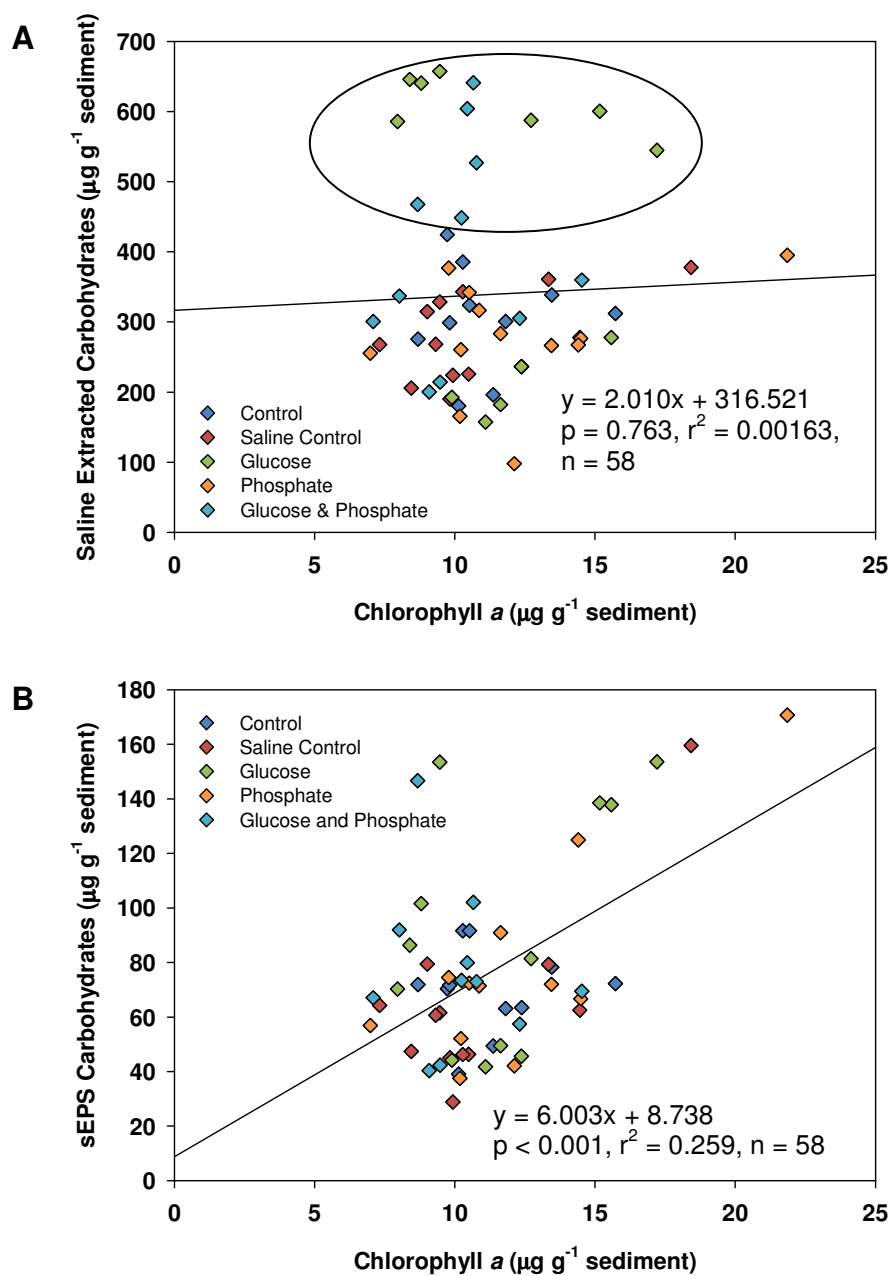 A
Saline Extracted Carbohydrates (µg g⁻¹ sediment)
700
600
500
400
300
200
100
0
Control
Saline Control
Glucose
Phosphate
Glucose & Phosphate
y = 2.010x + 316.521
p = 0.763, r² = 0.00163,
n = 58
0 5 10 15 20 25
Chlorophyll a (µg g⁻¹ sediment)
B
sEPS Carbohydrates (µg g⁻¹ sediment)
180
160
140
120
100
80
60
40
20
0
Control
Saline Control
Glucose
Phosphate
Glucose and Phosphate
y = 6.003x + 8.738
p < 0.001, r² = 0.259, n = 58
0 5 10 15 20 25
Chlorophyll a (µg g⁻¹ sediment)